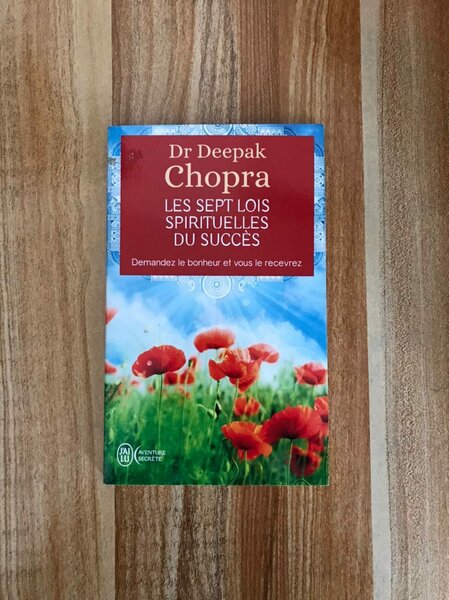 Dr Deepak
Chopra
LES SEPT LOIS
SPIRITUELLES
DU SUCCÈS
Demandez le bonheur et vous le recevrez
J'AI
LU
AVENTURE
SECRÈTE